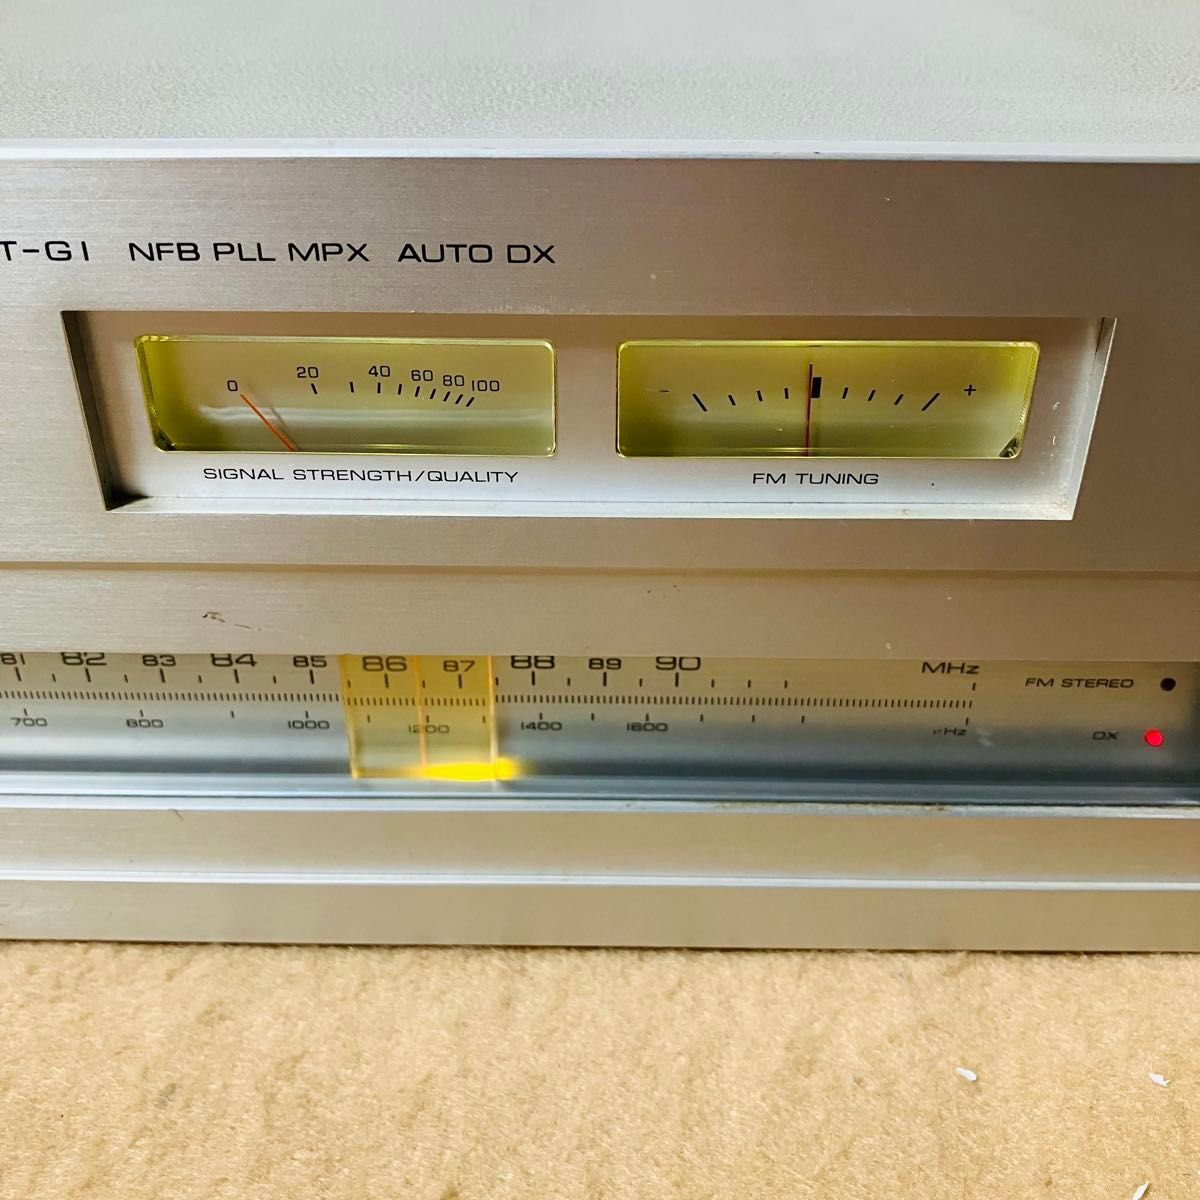 T-G1 NFB PLL MPX AUTO DX
0 20 40 60 80 100
SIGNAL STRENGTH/QUALITY
- +
FM TUNING
81 82 83 84 85 86 87 88 89 90 MHz
FM STEREO
700 800 1000 1200 1400 1600 kHz
DX